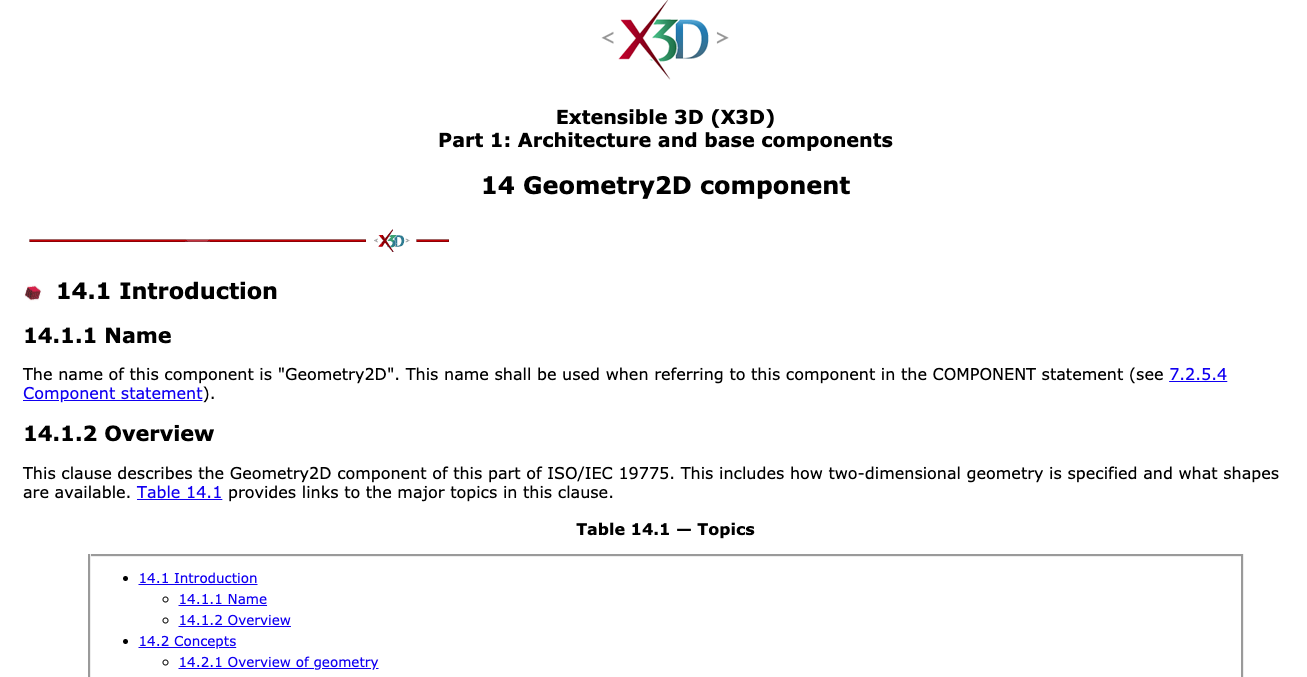 < X3D >
Extensible 3D (X3D)
Part 1: Architecture and base components
14 Geometry2D component
<X3D>
14.1 Introduction
14.1.1 Name
The name of this component is "Geometry2D". This name shall be used when referring to this component in the COMPONENT statement (see 7.2.5.4
Component statement).
14.1.2 Overview
This clause describes the Geometry2D component of this part of ISO/IEC 19775. This includes how two-dimensional geometry is specified and what shapes
are available. Table 14.1 provides links to the major topics in this clause.
Table 14.1 — Topics
• 14.1 Introduction
◦ 14.1.1 Name
◦ 14.1.2 Overview
• 14.2 Concepts
◦ 14.2.1 Overview of geometry